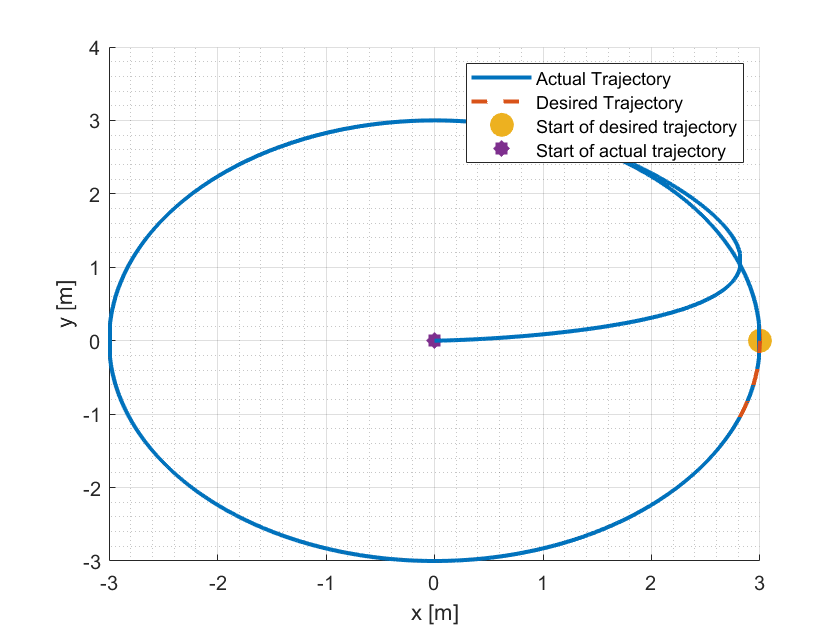 4
Actual Trajectory
Desired Trajectory
Start of desired trajectory
Start of actual trajectory
3
2
1
0
-1
-2
-3
y [m]
-3 -2 -1 0 1 2 3
x [m]